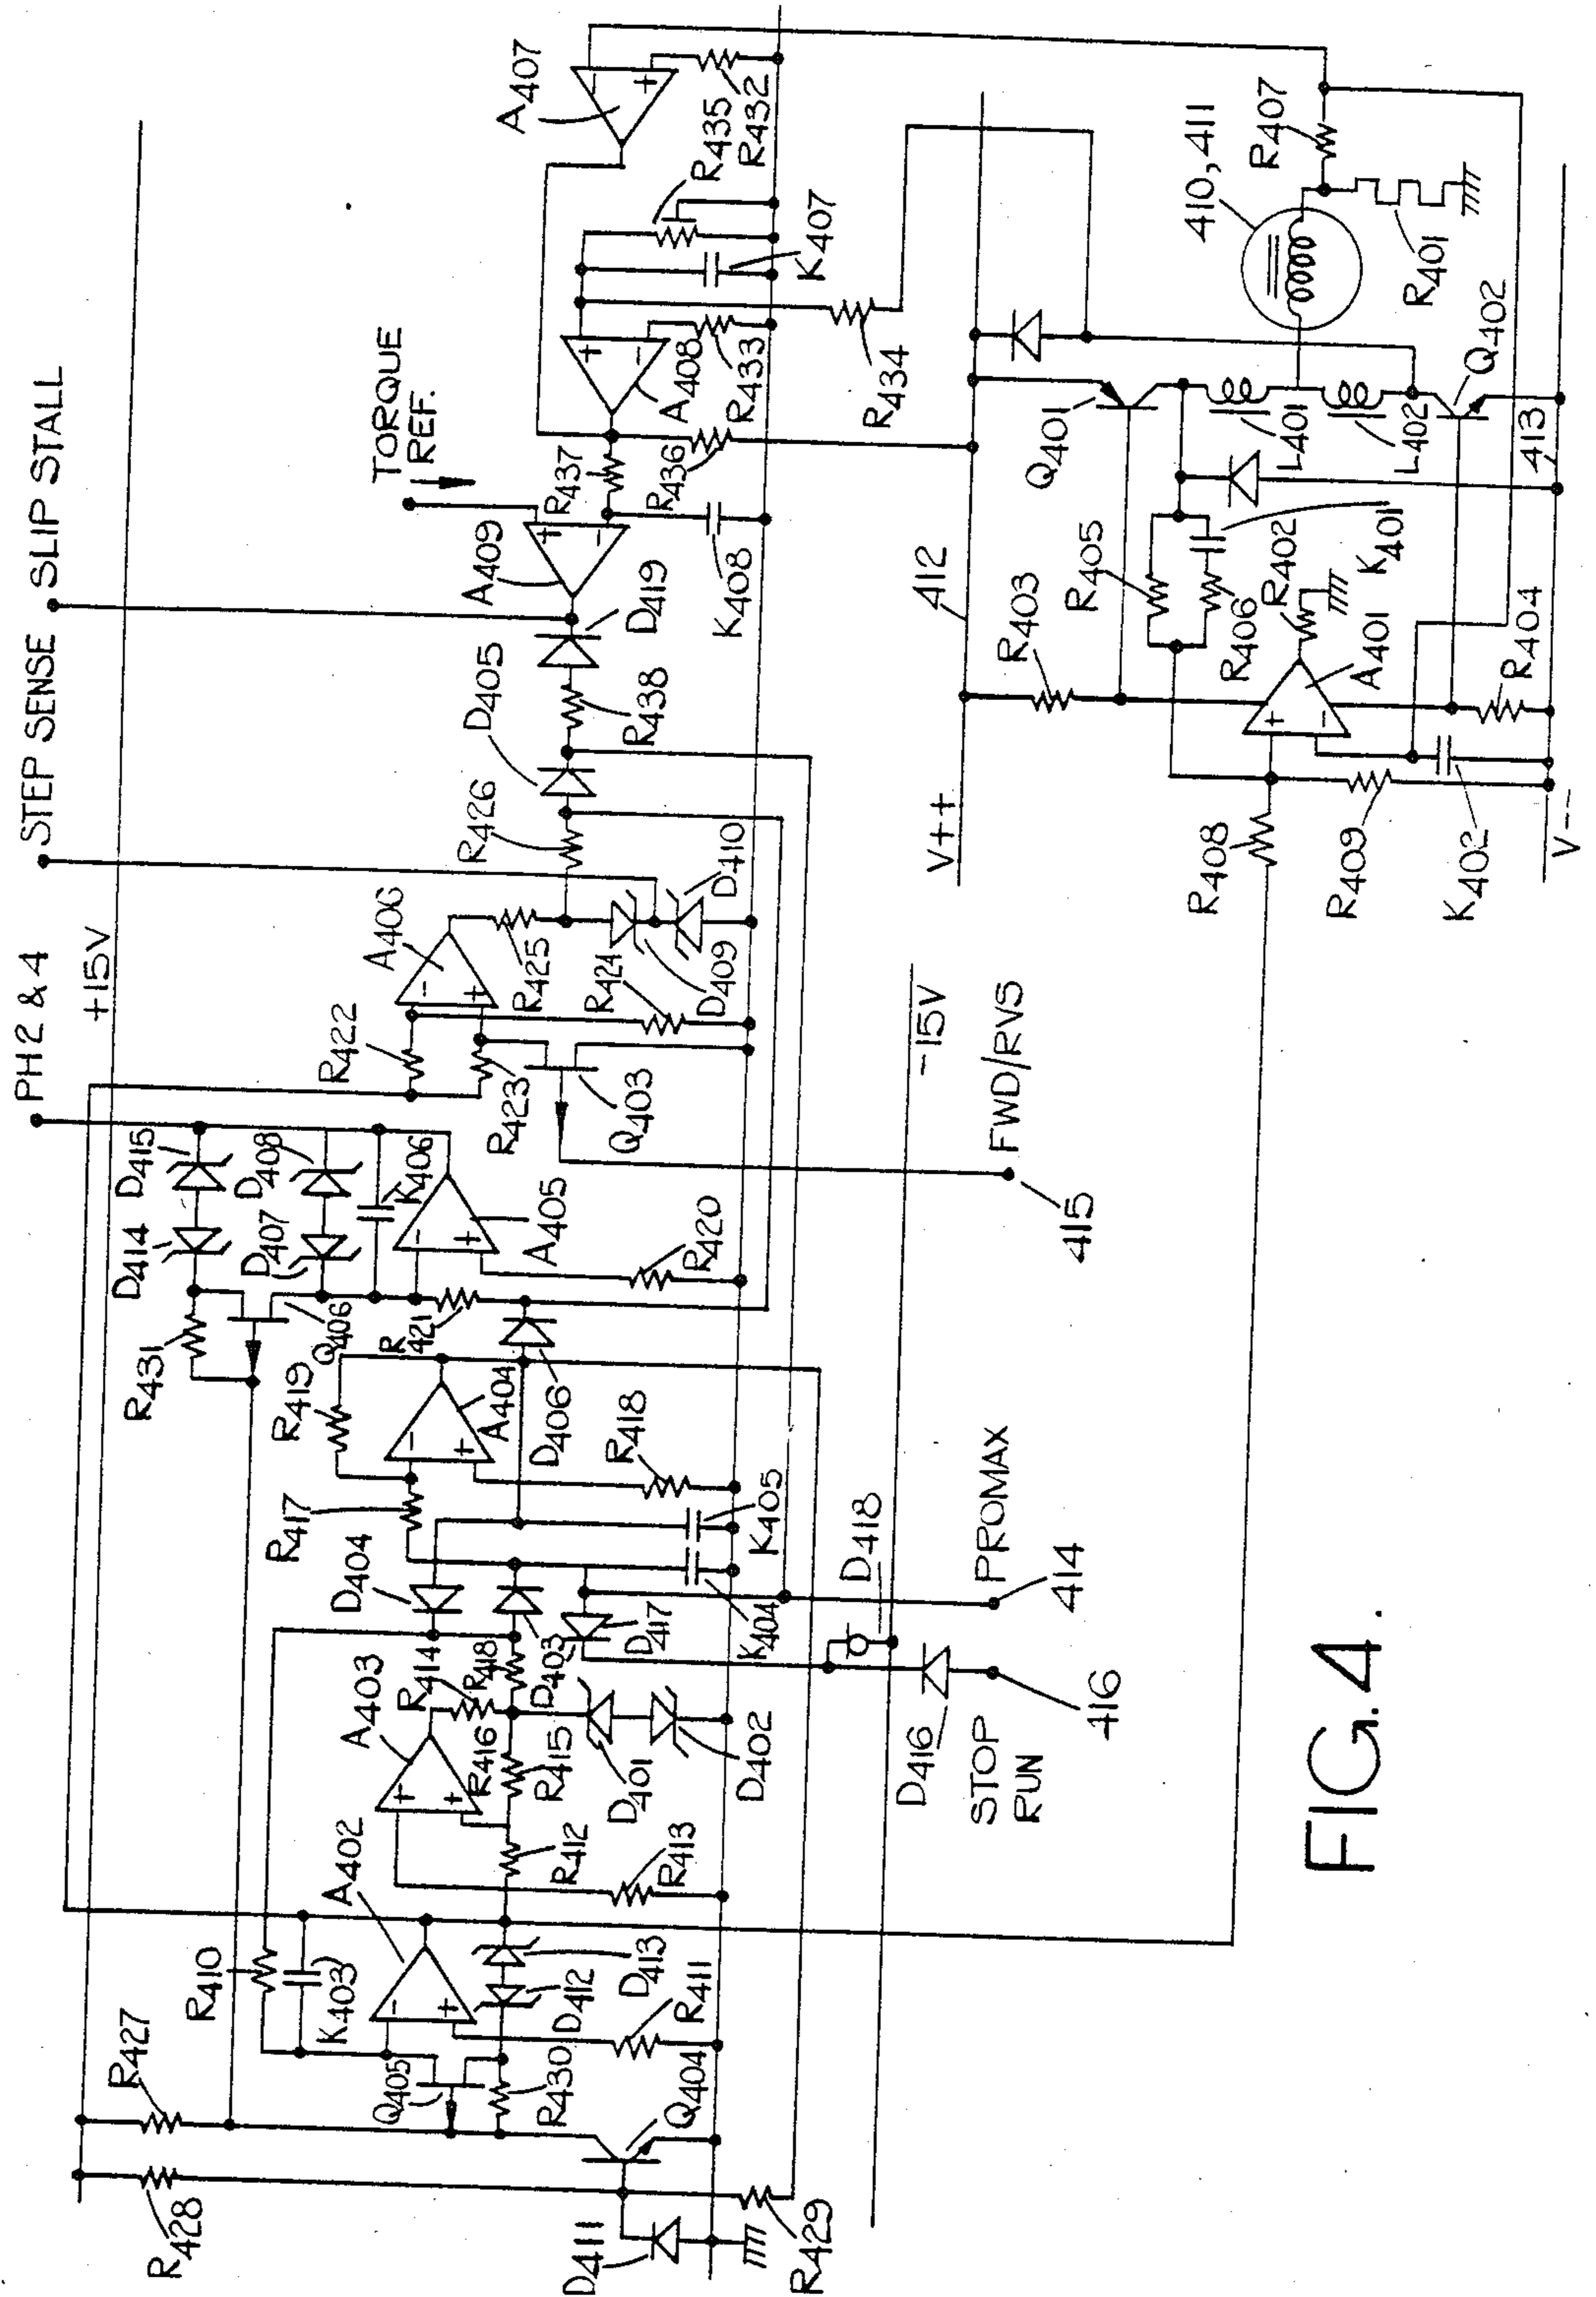 PH2 & 4
STEP SENSE
SLIP STALL
TORQUE
REF.
+15V
A407
R435
R432
K407
A408
R433
R434
R437
R436
A409
K408
D419
D405
R438
R426
D410
A406
R425
R424
D409
R422
R423
Q403
FWD/RVS
415
-15V
D415
D408
K406
D414
D407
A405
R420
R431
Q406
R421
R419
A404
D406
R418
R417
K405
D404
D403
D417
K404
D418
PROMAX
414
416
D416
STOP
RUN
A403
R414
R418
R416
R415
D401
D402
A402
R412
R413
R410
K403
D413
D412
R411
R427
Q405
R430
Q404
R428
D411
R429
410, 411
R407
R401
Q402
Q401
L401
L402
413
412
R403
R405
R406
R402
K401
A401
R404
V++
R408
R409
K402
V--
+
-
+
-
+
-
+
-
+
-
+
-
+
-
+
+
+
-
FIG. 4.